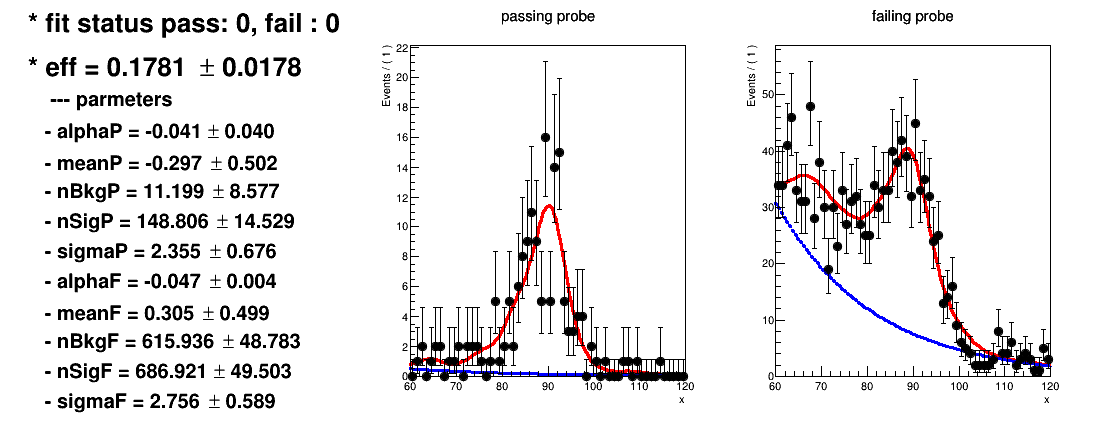 * fit status pass: 0, fail : 0
* eff = 0.1781 ± 0.0178
--- parmeters
- alphaP = -0.041 ± 0.040
- meanP = -0.297 ± 0.502
- nBkgP = 11.199 ± 8.577
- nSigP = 148.806 ± 14.529
- sigmaP = 2.355 ± 0.676
- alphaF = -0.047 ± 0.004
- meanF = 0.305 ± 0.499
- nBkgF = 615.936 ± 48.783
- nSigF = 686.921 ± 49.503
- sigmaF = 2.756 ± 0.589
passing probe
Events / ( 1 )
22
20
18
16
14
12
10
8
6
4
2
0
60 70 80 90 100 110 120
x
failing probe
Events / ( 1 )
50
40
30
20
10
0
60 70 80 90 100 110 120
x